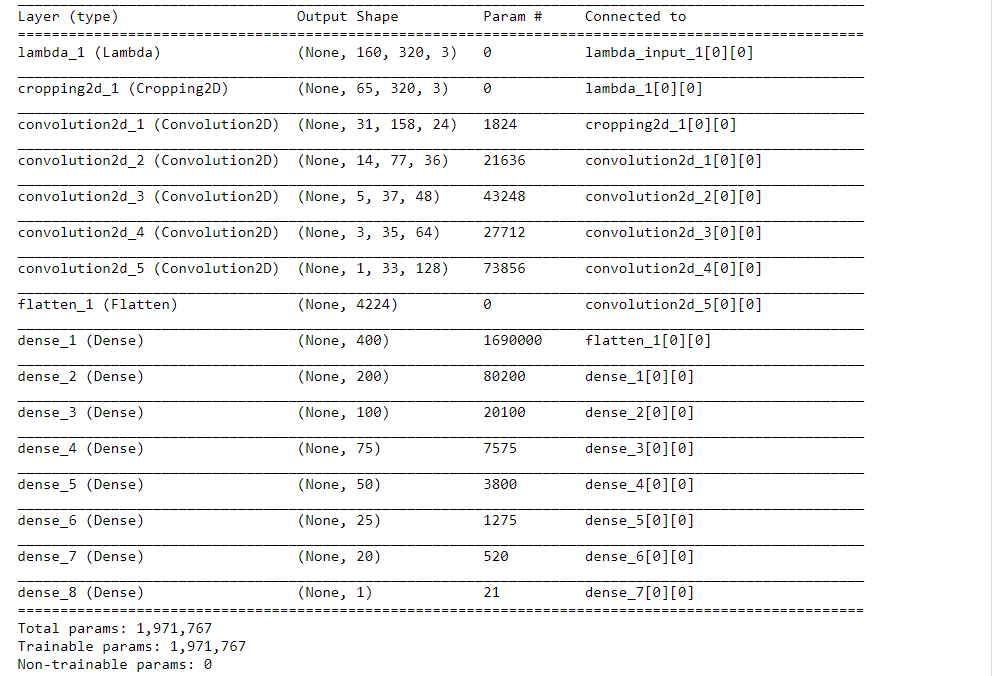 Layer (type) Output Shape Param # Connected to
lambda_1 (Lambda) (None, 160, 320, 3) 0 lambda_input_1[0][0]
cropping2d_1 (Cropping2D) (None, 65, 320, 3) 0 lambda_1[0][0]
convolution2d_1 (Convolution2D) (None, 31, 158, 24) 1824 cropping2d_1[0][0]
convolution2d_2 (Convolution2D) (None, 14, 77, 36) 21636 convolution2d_1[0][0]
convolution2d_3 (Convolution2D) (None, 5, 37, 48) 43248 convolution2d_2[0][0]
convolution2d_4 (Convolution2D) (None, 3, 35, 64) 27712 convolution2d_3[0][0]
convolution2d_5 (Convolution2D) (None, 1, 33, 128) 73856 convolution2d_4[0][0]
flatten_1 (Flatten) (None, 4224) 0 convolution2d_5[0][0]
dense_1 (Dense) (None, 400) 1690000 flatten_1[0][0]
dense_2 (Dense) (None, 200) 80200 dense_1[0][0]
dense_3 (Dense) (None, 100) 20100 dense_2[0][0]
dense_4 (Dense) (None, 75) 7575 dense_3[0][0]
dense_5 (Dense) (None, 50) 3800 dense_4[0][0]
dense_6 (Dense) (None, 25) 1275 dense_5[0][0]
dense_7 (Dense) (None, 20) 520 dense_6[0][0]
dense_8 (Dense) (None, 1) 21 dense_7[0][0]
Total params: 1,971,767
Trainable params: 1,971,767
Non-trainable params: 0